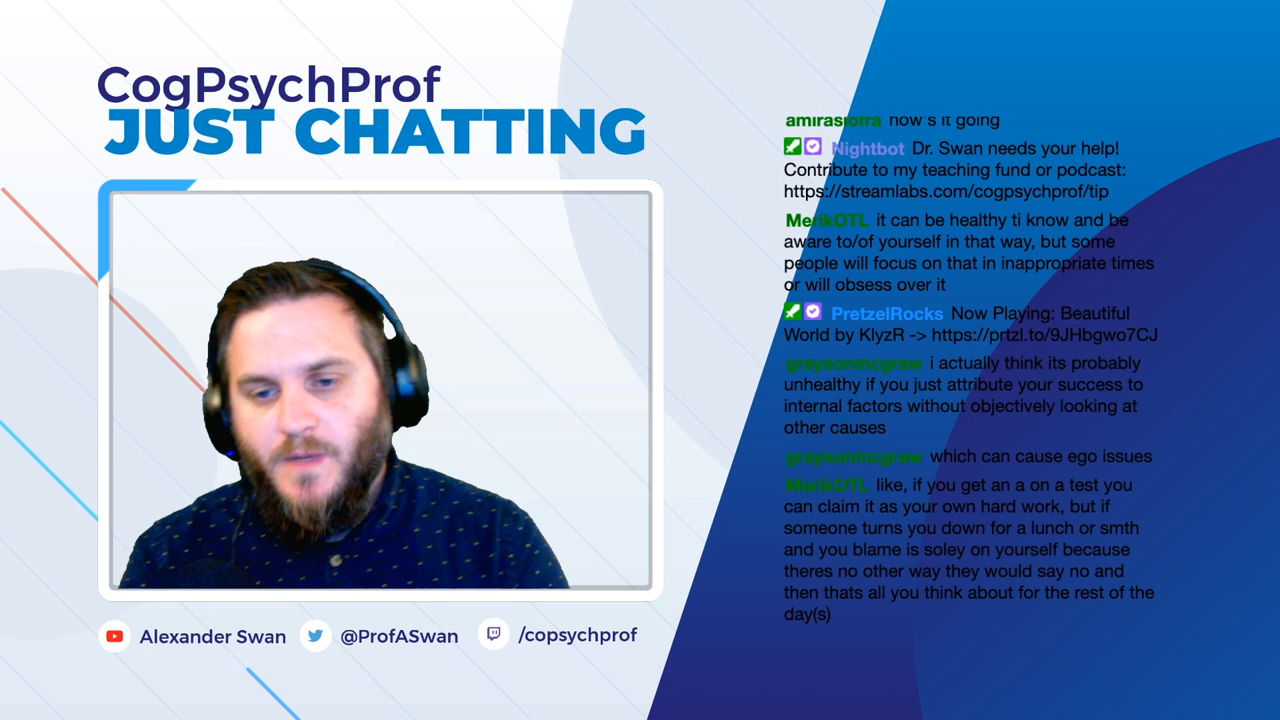 CogPsychProf
JUST CHATTING
amirasiorra how's it going
Nightbot Dr. Swan needs your help!
Contribute to my teaching fund or podcast:
https://streamlabs.com/cogpsychprof/tip
MerikOTL it can be healthy ti know and be
aware to/of yourself in that way, but some
people will focus on that in inappropriate times
or will obsess over it
PretzelRocks Now Playing: Beautiful
World by KlyzR -> https://prtzl.to/9JHbgwo7CJ
graysonmcgraw i actually think its probably
unhealthy if you just attribute your success to
internal factors without objectively looking at
other causes
graysonmcgraw which can cause ego issues
MerikOTL like, if you get an a on a test you
can claim it as your own hard work, but if
someone turns you down for a lunch or smth
and you blame is soley on yourself because
theres no other way they would say no and
then thats all you think about for the rest of the
day(s)
Alexander Swan
@ProfASwan
/copsychprof